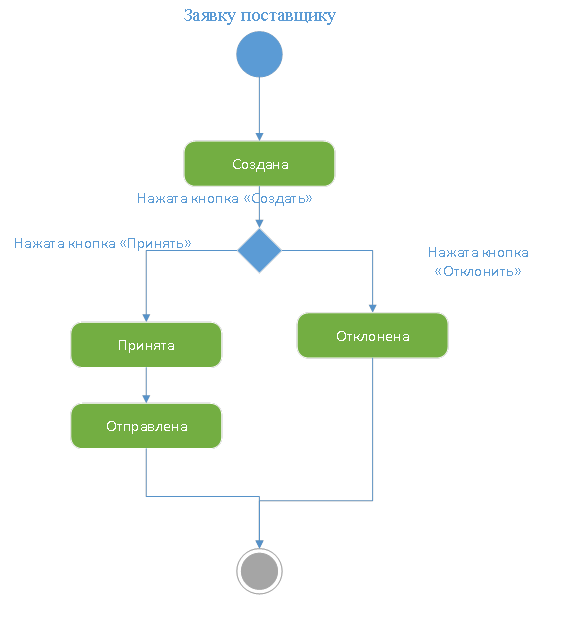 Заявку поставщику
Создана
Нажата кнопка «Создать»
Нажата кнопка «Принять»
Нажата кнопка
«Отклонить»
Отклонена
Принята
Отправлена